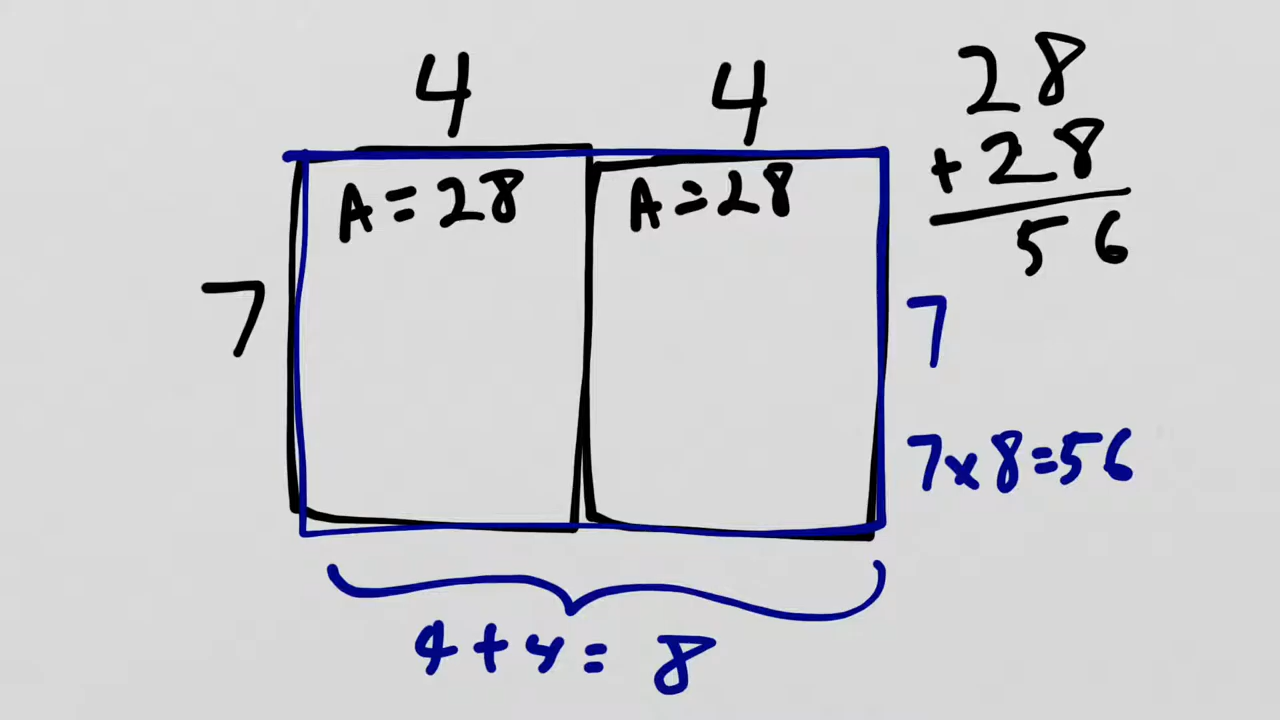 4 4
28
+ 28
56
A = 28 A = 28
7 7
7 x 8 = 56
4 + 4 = 8